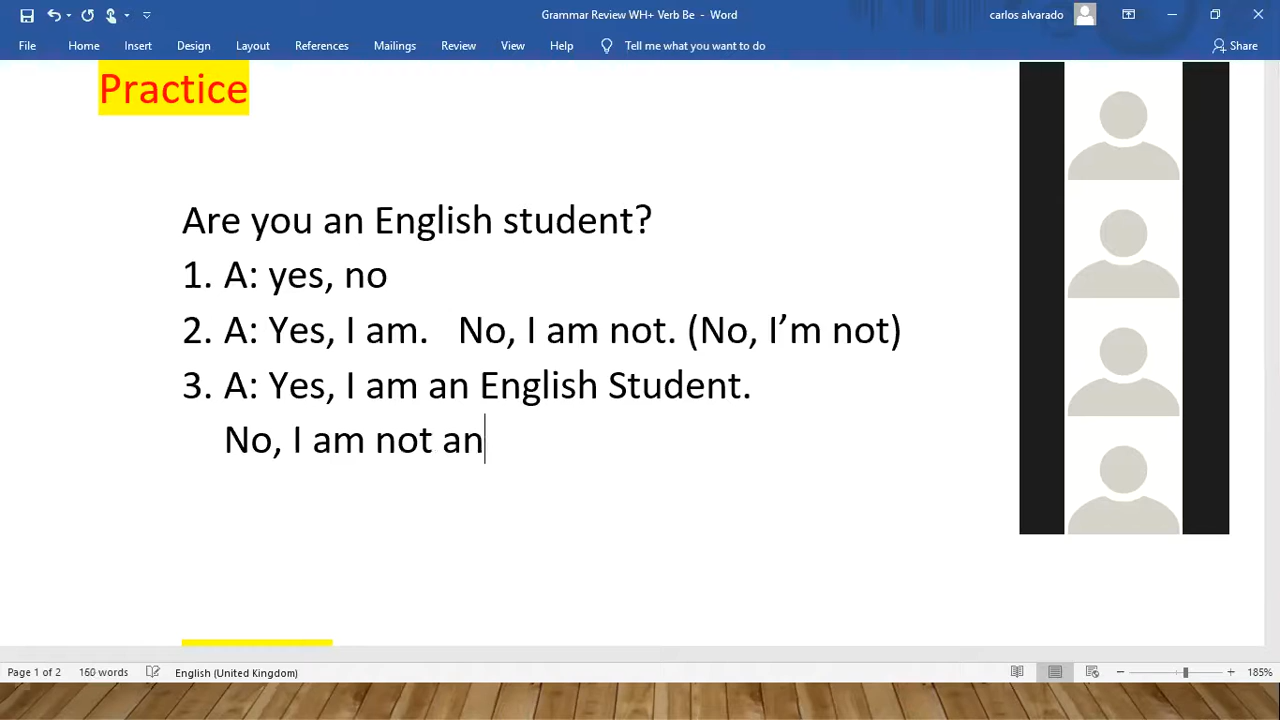 Grammar Review WH+ Verb Be - Word
carlos alvarado
File Home Insert Design Layout References Mailings Review View Help Tell me what you want to do Share
Practice
Are you an English student?
1. A: yes, no
2. A: Yes, I am. No, I am not. (No, I’m not)
3. A: Yes, I am an English Student.
No, I am not an
Page 1 of 2 160 words English (United Kingdom) 185%